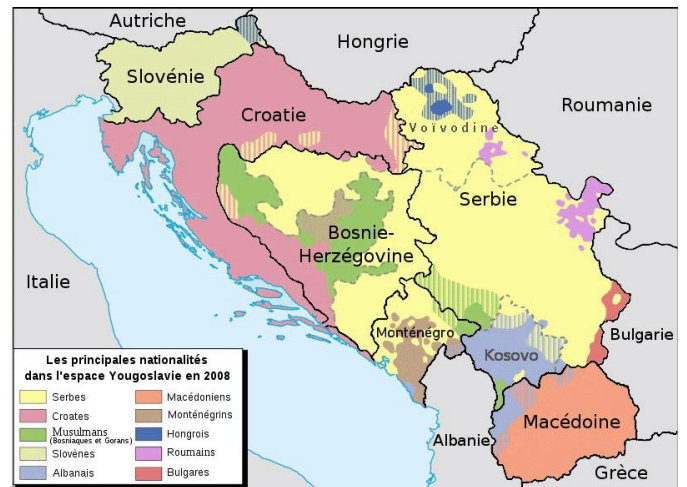 Autriche
Hongrie
Slovénie
Roumanie
Croatie
Voïvodine
Serbie
Bosnie-
Herzégovine
Italie
Monténégro
Bulgarie
Kosovo
Les principales nationalités
dans l'espace Yougoslavie en 2008
Serbes
Croates
Musulmans
(Bosniaques et Gorans)
Slovènes
Albanais
Macédoniens
Monténégrins
Hongrois
Roumains
Bulgares
Macédoine
Albanie
Grèce